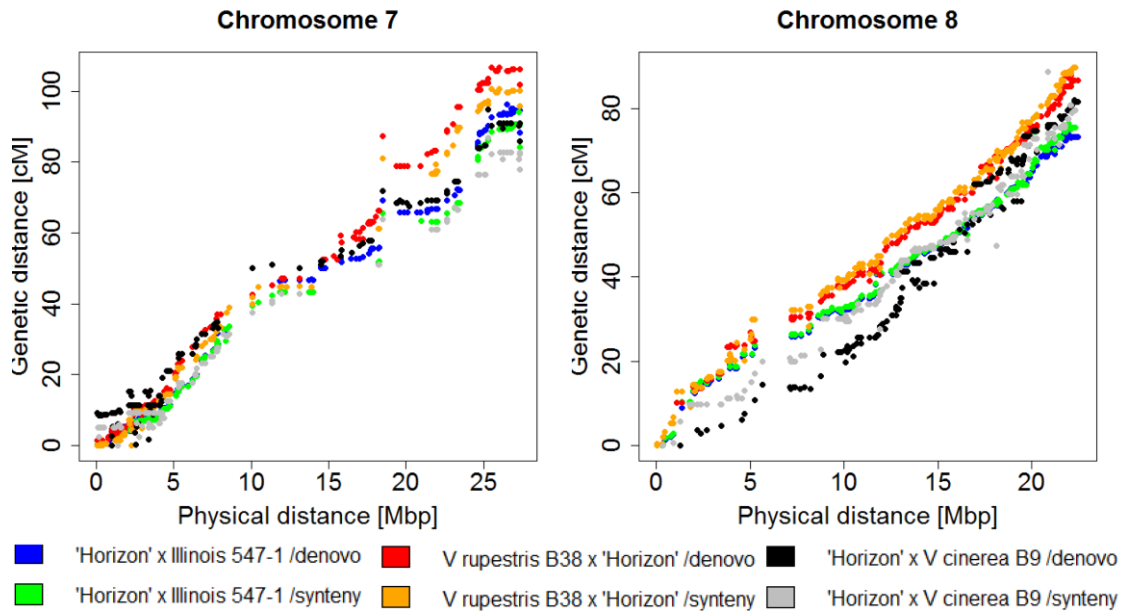 Chromosome 7
Chromosome 8
Genetic distance [cM]
0 20 40 60 80 100
0 5 10 15 20 25
Physical distance [Mbp]
Genetic distance [cM]
0 20 40 60 80
0 5 10 15 20
Physical distance [Mbp]
'Horizon' x Illinois 547-1 /denovo
V rupestris B38 x 'Horizon' /denovo
'Horizon' x V cinerea B9 /denovo
'Horizon' x Illinois 547-1 /synteny
V rupestris B38 x 'Horizon' /synteny
'Horizon' x V cinerea B9 /synteny